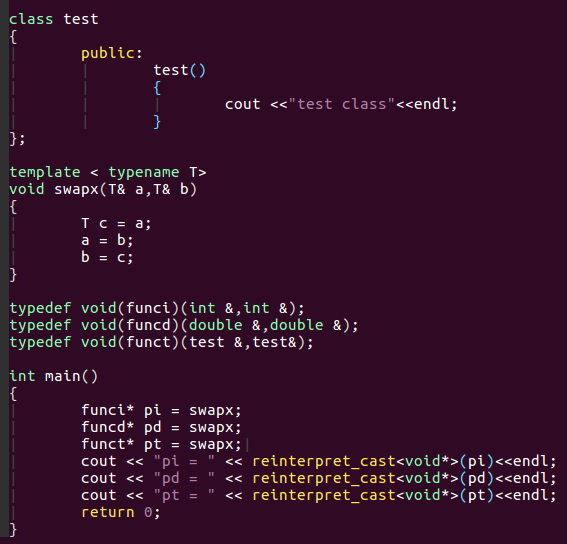 class test
{
public:
test()
{
cout <<"test class"<<endl;
}
};
template < typename T>
void swapx(T& a,T& b)
{
T c = a;
a = b;
b = c;
}
typedef void(funci)(int &,int &);
typedef void(funcd)(double &,double &);
typedef void(funct)(test &,test&);
int main()
{
funci* pi = swapx;
funcd* pd = swapx;
funct* pt = swapx;
cout << "pi = " << reinterpret_cast<void*>(pi)<<endl;
cout << "pd = " << reinterpret_cast<void*>(pd)<<endl;
cout << "pt = " << reinterpret_cast<void*>(pt)<<endl;
return 0;
}